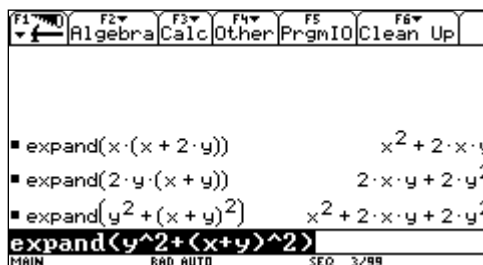 F1 F2 F3 F4 F5 F6
Algebra Calc Other PrgmIO Clean Up
expand(x·(x + 2·y)) x² + 2·x·y
expand(2·y·(x + y)) 2·x·y + 2·y²
expand(y² + (x + y)²) x² + 2·x·y + 2·y²
expand(y^2+(x+y)^2)
MAIN RAD AUTO SEQ 3/99